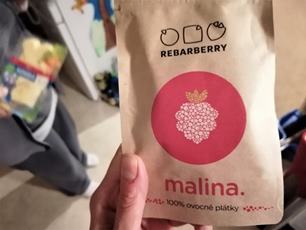 REBARBERRY
malina.
100% ovocné plátky